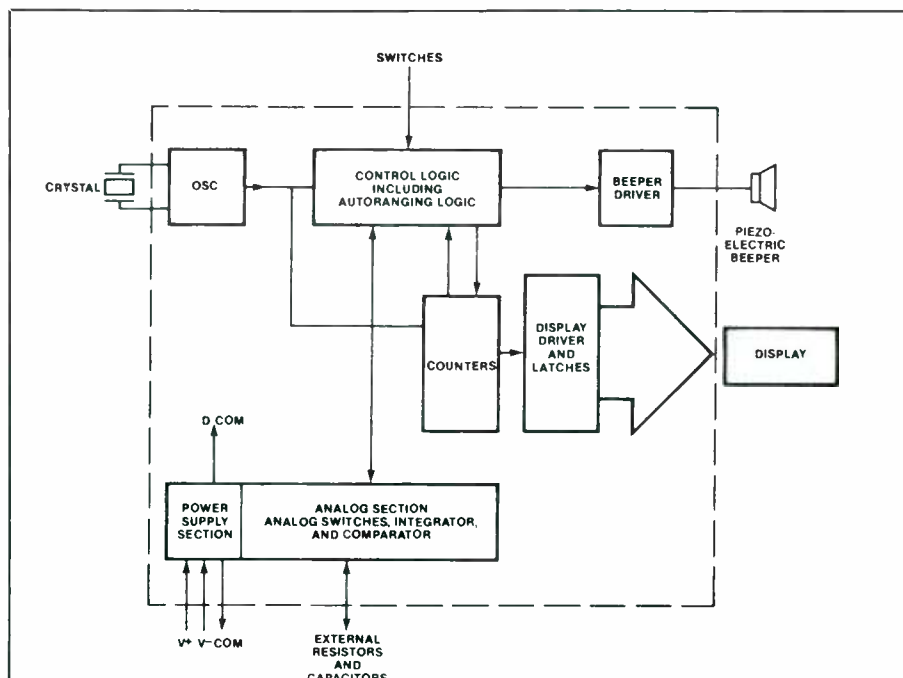 SWITCHES
CRYSTAL
OSC
CONTROL LOGIC
INCLUDING
AUTORANGING LOGIC
BEEPER
DRIVER
PIEZO-
ELECTRIC
BEEPER
COUNTERS
DISPLAY
DRIVER
AND
LATCHES
DISPLAY
D COM
POWER
SUPPLY
SECTION
ANALOG SECTION
ANALOG SWITCHES, INTEGRATOR,
AND COMPARATOR
V+ V- COM
EXTERNAL
RESISTORS
AND
CAPACITORS